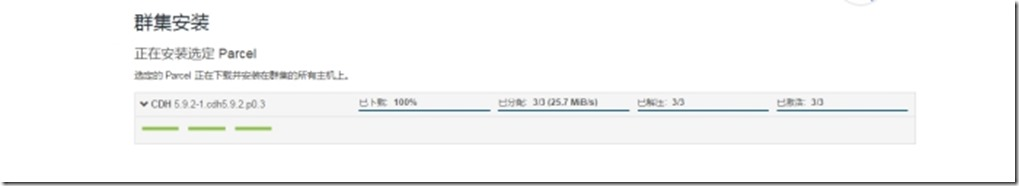 群集安装
正在安装选定 Parcel
选定的 Parcel 正在下载并安装在群集的所有主机上。
CDH 5.9.2-1.cdh5.9.2.p0.3 已下载: 100% 已分配: 3/3 (25.7 MiB/s) 已解压: 3/3 已激活: 3/3